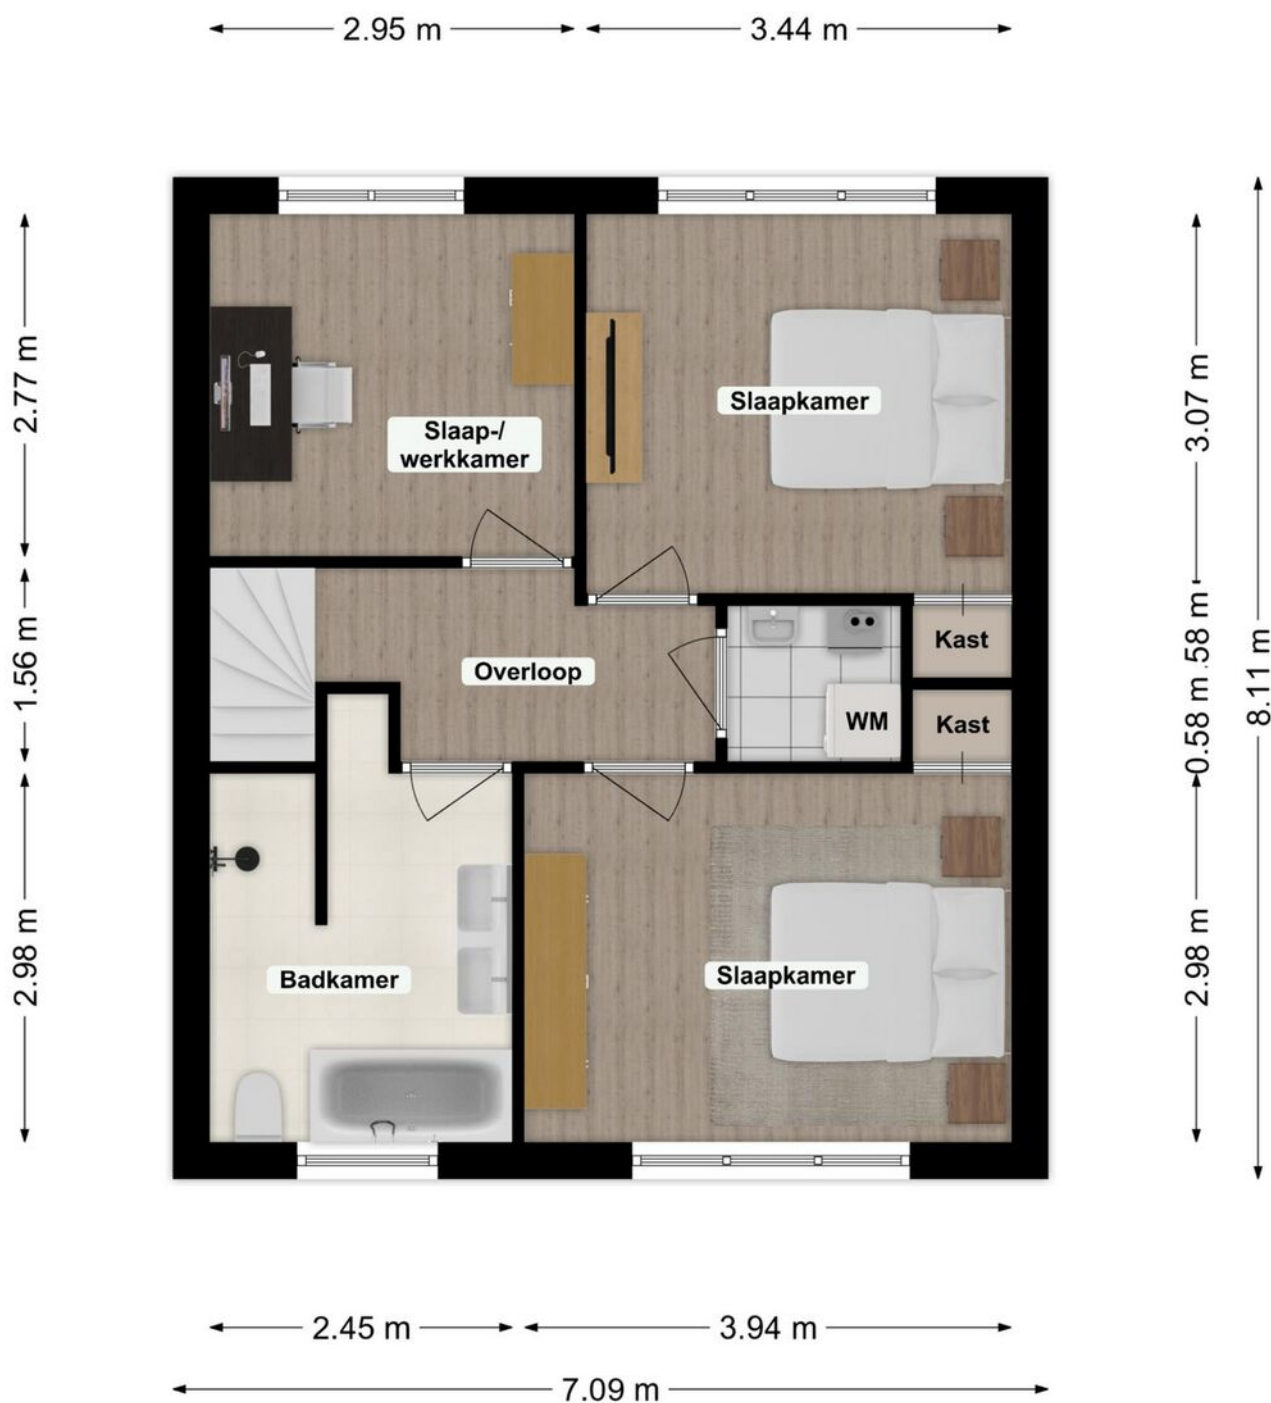 2.95 m
3.44 m
2.77 m
1.56 m
2.98 m
Slaap-/
werkkamer
Slaapkamer
Overloop
Kast
Kast
WM
Badkamer
Slaapkamer
3.07 m
0.58 m
.58 m
2.98 m
8.11 m
2.45 m
3.94 m
7.09 m